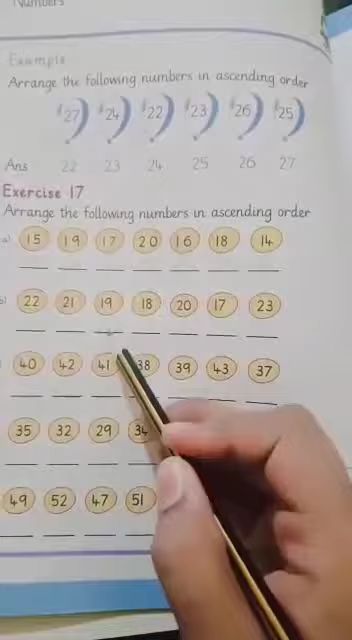 Numbers
Example
Arrange the following numbers in ascending order
27 24 22 23 26 25
Ans 22 23 24 25 26 27
Exercise 17
Arrange the following numbers in ascending order
a) 15 19 17 20 16 18 14
b) 22 21 19 18 20 17 23
40 42 41 38 39 43 37
35 32 29 34
49 52 47 51